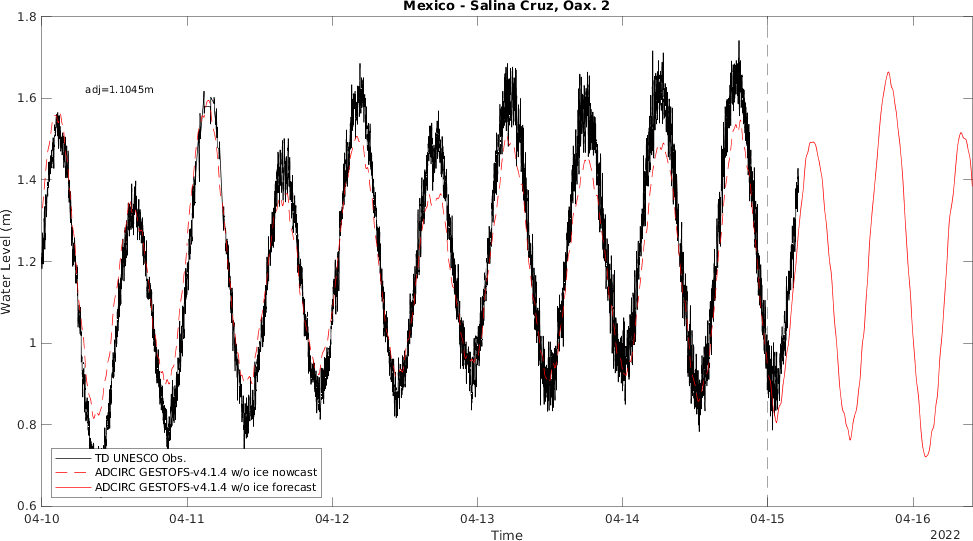 Mexico - Salina Cruz, Oax. 2
1.8
1.6
1.4
1.2
1
0.8
0.6
Water Level (m)
adj=1.1045m
TD UNESCO Obs.
ADCIRC GESTOFS-v4.1.4 w/o ice nowcast
ADCIRC GESTOFS-v4.1.4 w/o ice forecast
04-10 04-11 04-12 04-13 04-14 04-15 04-16
Time
2022